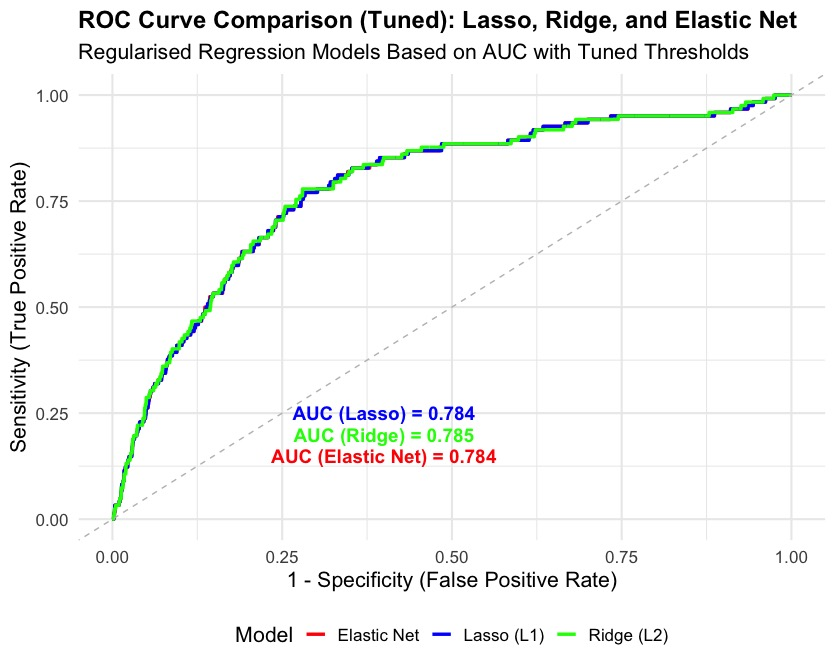 ROC Curve Comparison (Tuned): Lasso, Ridge, and Elastic Net
Regularised Regression Models Based on AUC with Tuned Thresholds
Sensitivity (True Positive Rate)
1.00
0.75
0.50
0.25
0.00
AUC (Lasso) = 0.784
AUC (Ridge) = 0.785
AUC (Elastic Net) = 0.784
0.00 0.25 0.50 0.75 1.00
1 - Specificity (False Positive Rate)
Model Elastic Net Lasso (L1) Ridge (L2)